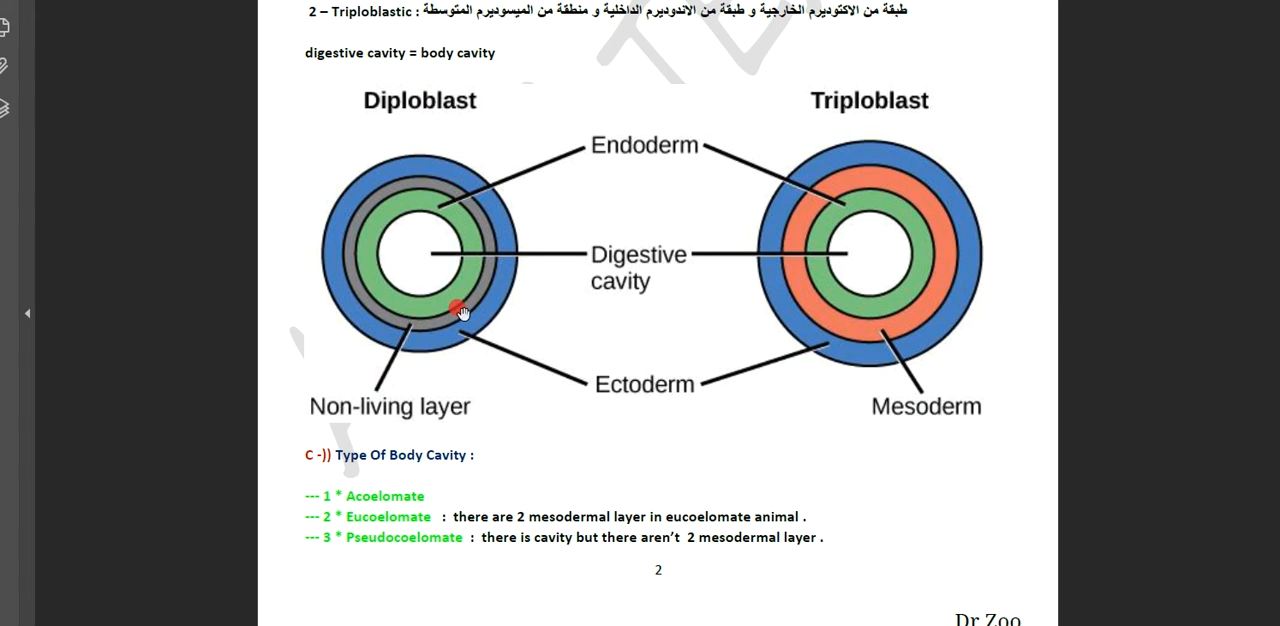 2 – Triploblastic : طبقة من الاكتوديرم الخارجية و طبقة من الاندوديرم الداخلية و منطقة من الميسوديرم المتوسطة
digestive cavity = body cavity
Diploblast
Triploblast
Endoderm
Digestive
cavity
Ectoderm
Non-living layer
Mesoderm
C -)) Type Of Body Cavity :
--- 1 * Acoelomate
--- 2 * Eucoelomate : there are 2 mesodermal layer in eucoelomate animal .
--- 3 * Pseudocoelomate : there is cavity but there aren’t 2 mesodermal layer .
2
Dr Zoo